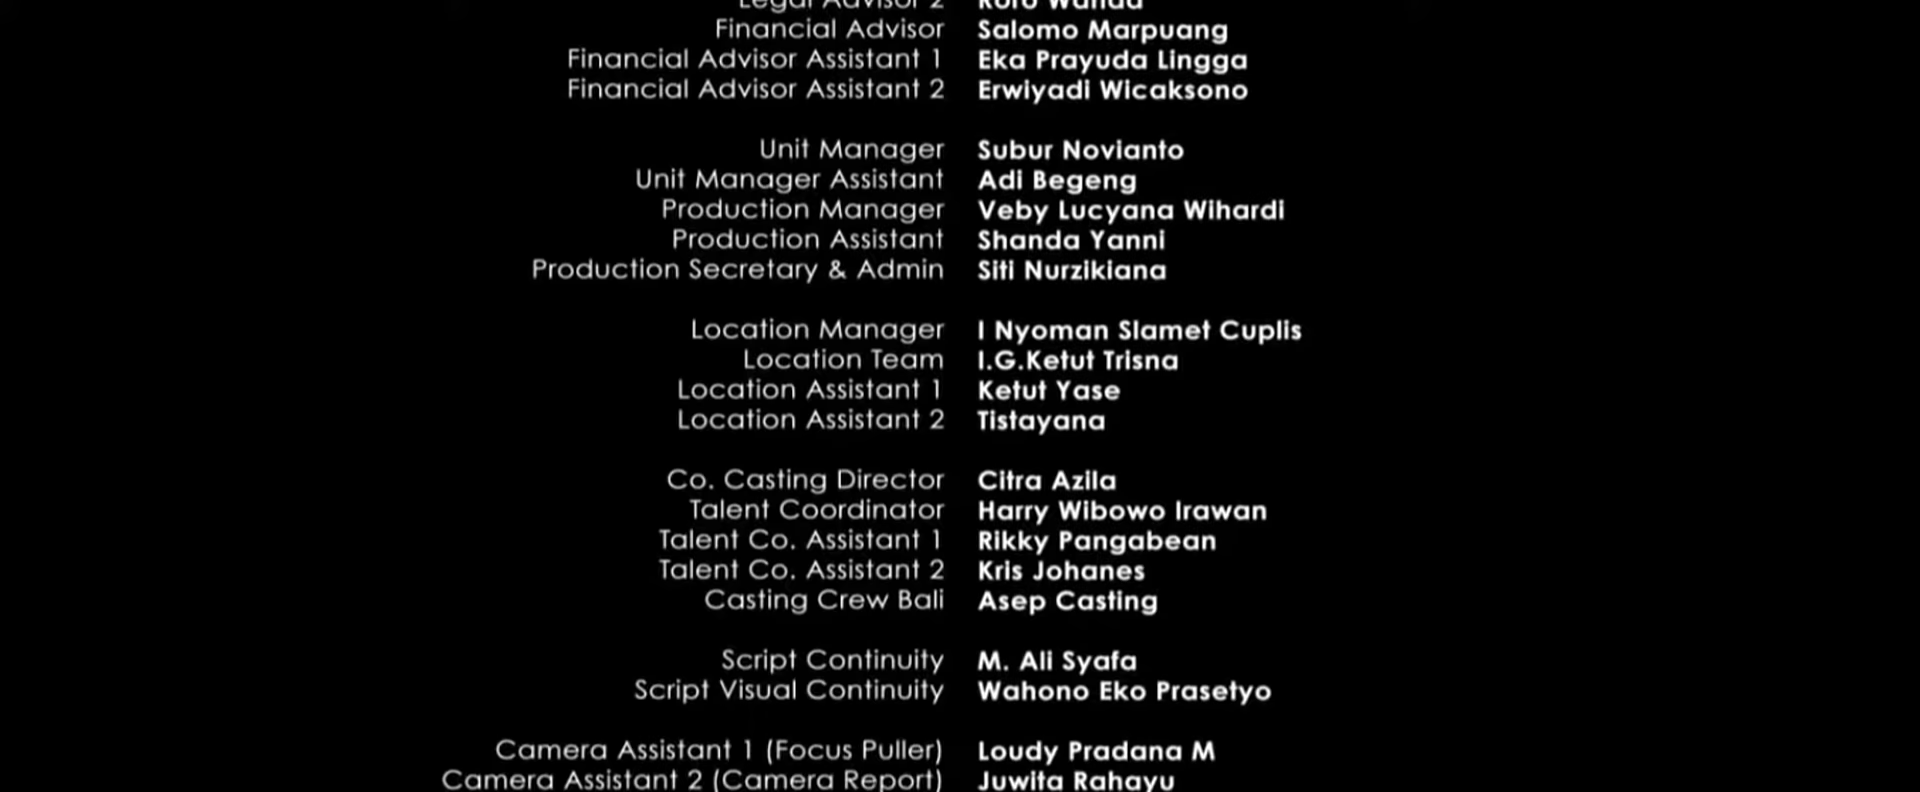 Legal Advisor 2 Roro Wanda
Financial Advisor Salomo Marpuang
Financial Advisor Assistant 1 Eka Prayuda Lingga
Financial Advisor Assistant 2 Erwiyadi Wicaksono
Unit Manager Subur Novianto
Unit Manager Assistant Adi Begeng
Production Manager Veby Lucyana Wihardi
Production Assistant Shanda Yanni
Production Secretary & Admin Siti Nurzikiana
Location Manager I Nyoman Slamet Cuplis
Location Team I.G.Ketut Trisna
Location Assistant 1 Ketut Yase
Location Assistant 2 Tistayana
Co. Casting Director Citra Azila
Talent Coordinator Harry Wibowo Irawan
Talent Co. Assistant 1 Rikky Pangabean
Talent Co. Assistant 2 Kris Johanes
Casting Crew Bali Asep Casting
Script Continuity M. Ali Syafa
Script Visual Continuity Wahono Eko Prasetyo
Camera Assistant 1 (Focus Puller) Loudy Pradana M
Camera Assistant 2 (Camera Report) Juwita Rahayu